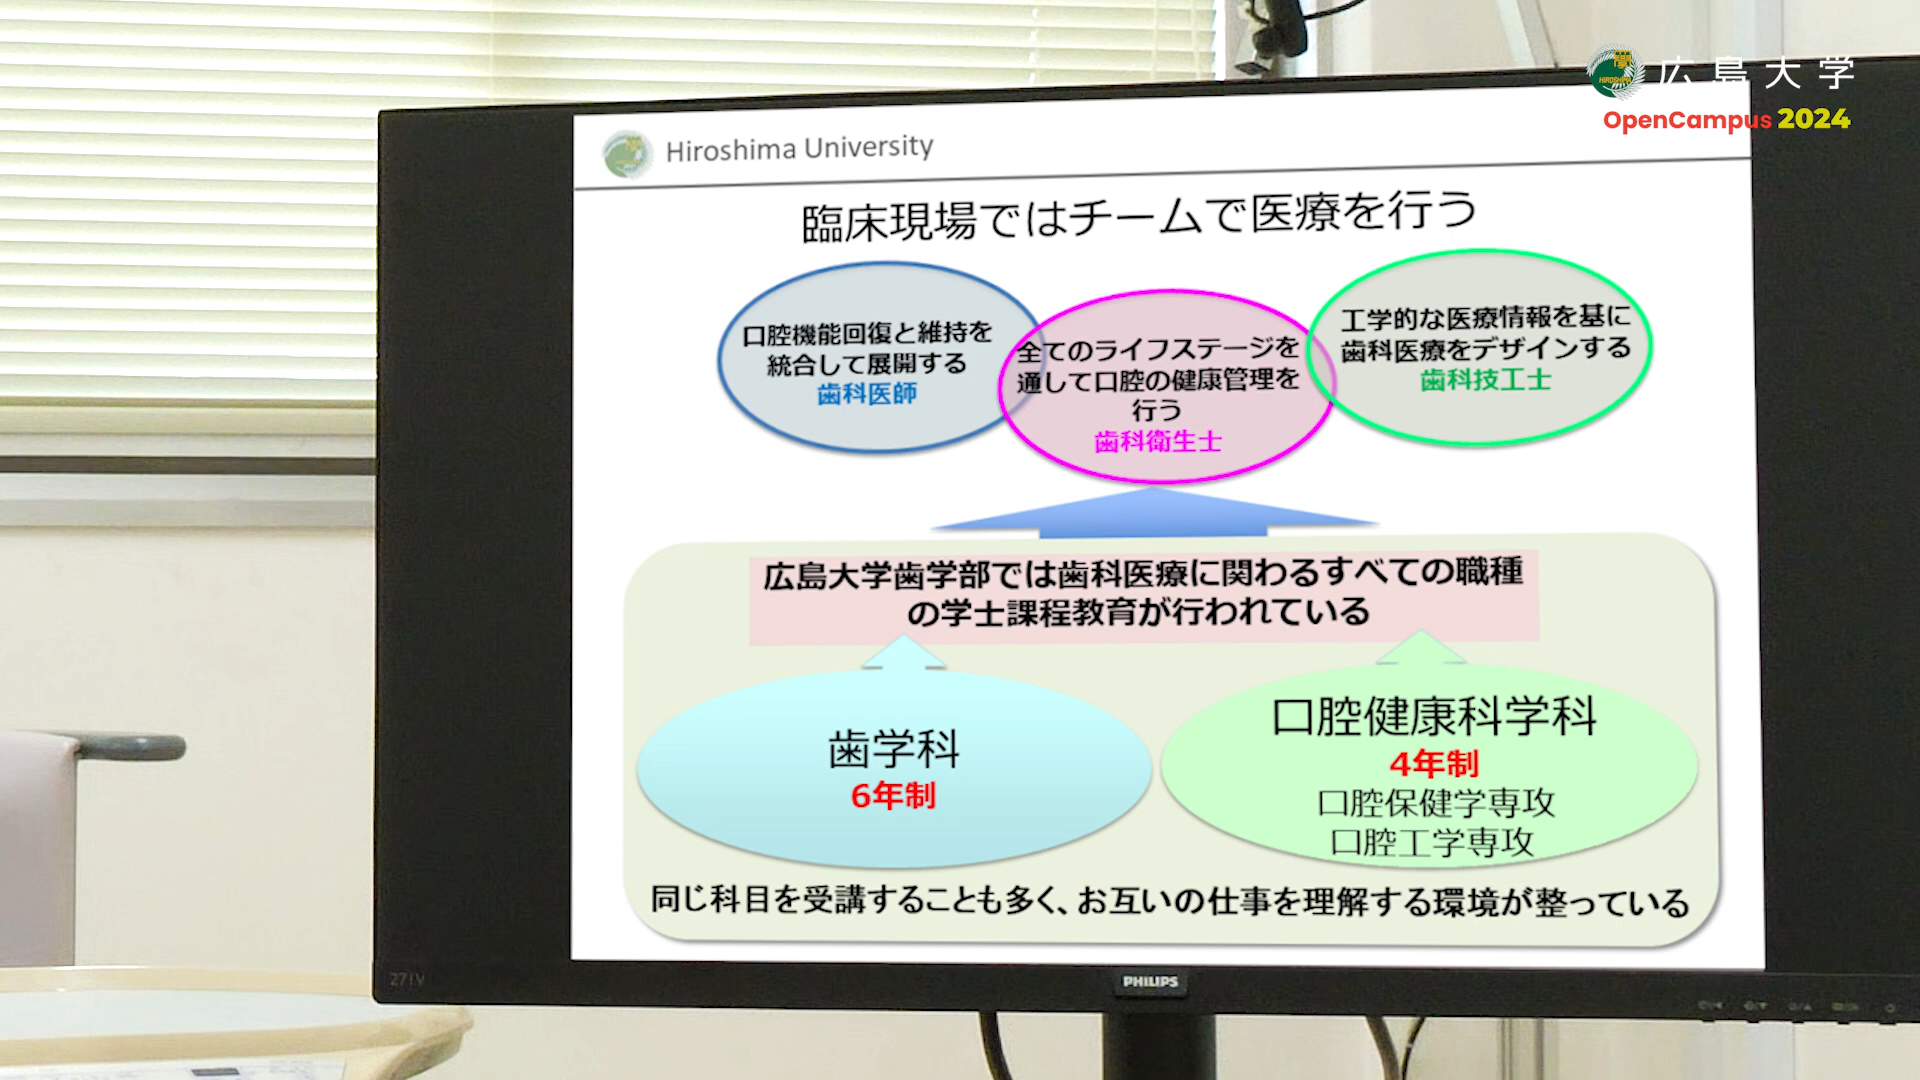 広島大学
OpenCampus 2024
Hiroshima University
臨床現場ではチームで医療を行う
口腔機能回復と維持を
統合して展開する
歯科医師
全てのライフステージを
通して口腔の健康管理を
行う
歯科衛生士
工学的な医療情報を基に
歯科医療をデザインする
歯科技工士
広島大学歯学部では歯科医療に関わるすべての職種
の学士課程教育が行われている
歯学科
6年制
口腔健康科学科
4年制
口腔保健学専攻
口腔工学専攻
同じ科目を受講することも多く、お互いの仕事を理解する環境が整っている
271V
PHILIPS